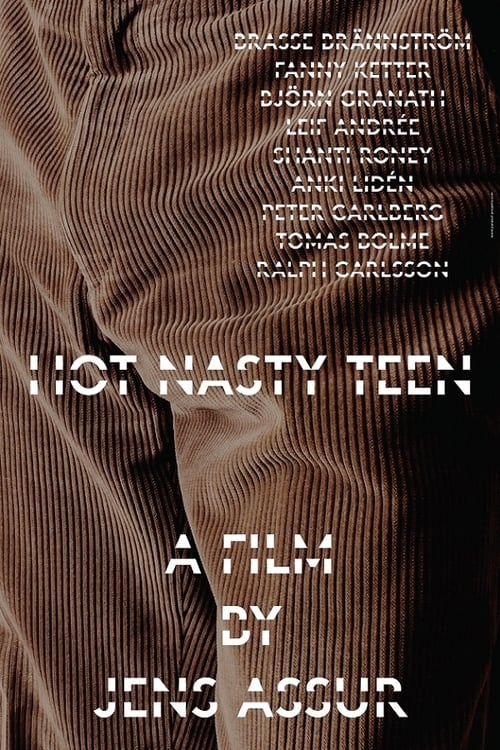 BRASSE BRÄNNSTRÖM
FANNY KETTER
BJÖRN GRANATH
LEIF ANDRÉE
SHANTI RONEY
ANKI LIDÉN
PETER CARLBERG
TOMAS BOLME
RALPH CARLSSON
HOT NASTY TEEN
A FILM
BY
JENS ASSUR